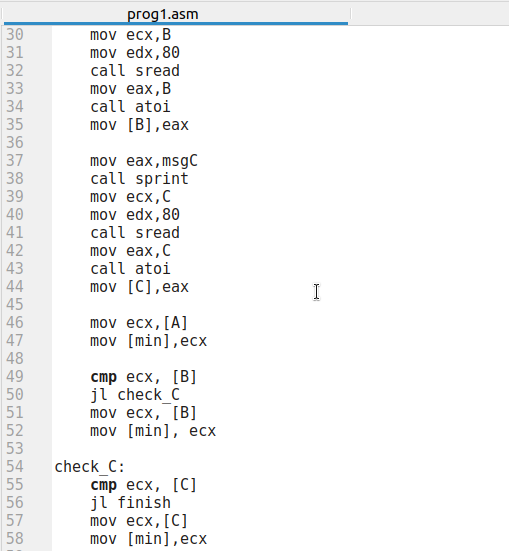 prog1.asm
30 mov ecx,B
31 mov edx,80
32 call sread
33 mov eax,B
34 call atoi
35 mov [B],eax
36
37 mov eax,msgC
38 call sprint
39 mov ecx,C
40 mov edx,80
41 call sread
42 mov eax,C
43 call atoi
44 mov [C],eax
45
46 mov ecx,[A]
47 mov [min],ecx
48
49 cmp ecx, [B]
50 jl check_C
51 mov ecx, [B]
52 mov [min], ecx
53
54 check_C:
55 cmp ecx, [C]
56 jl finish
57 mov ecx,[C]
58 mov [min],ecx